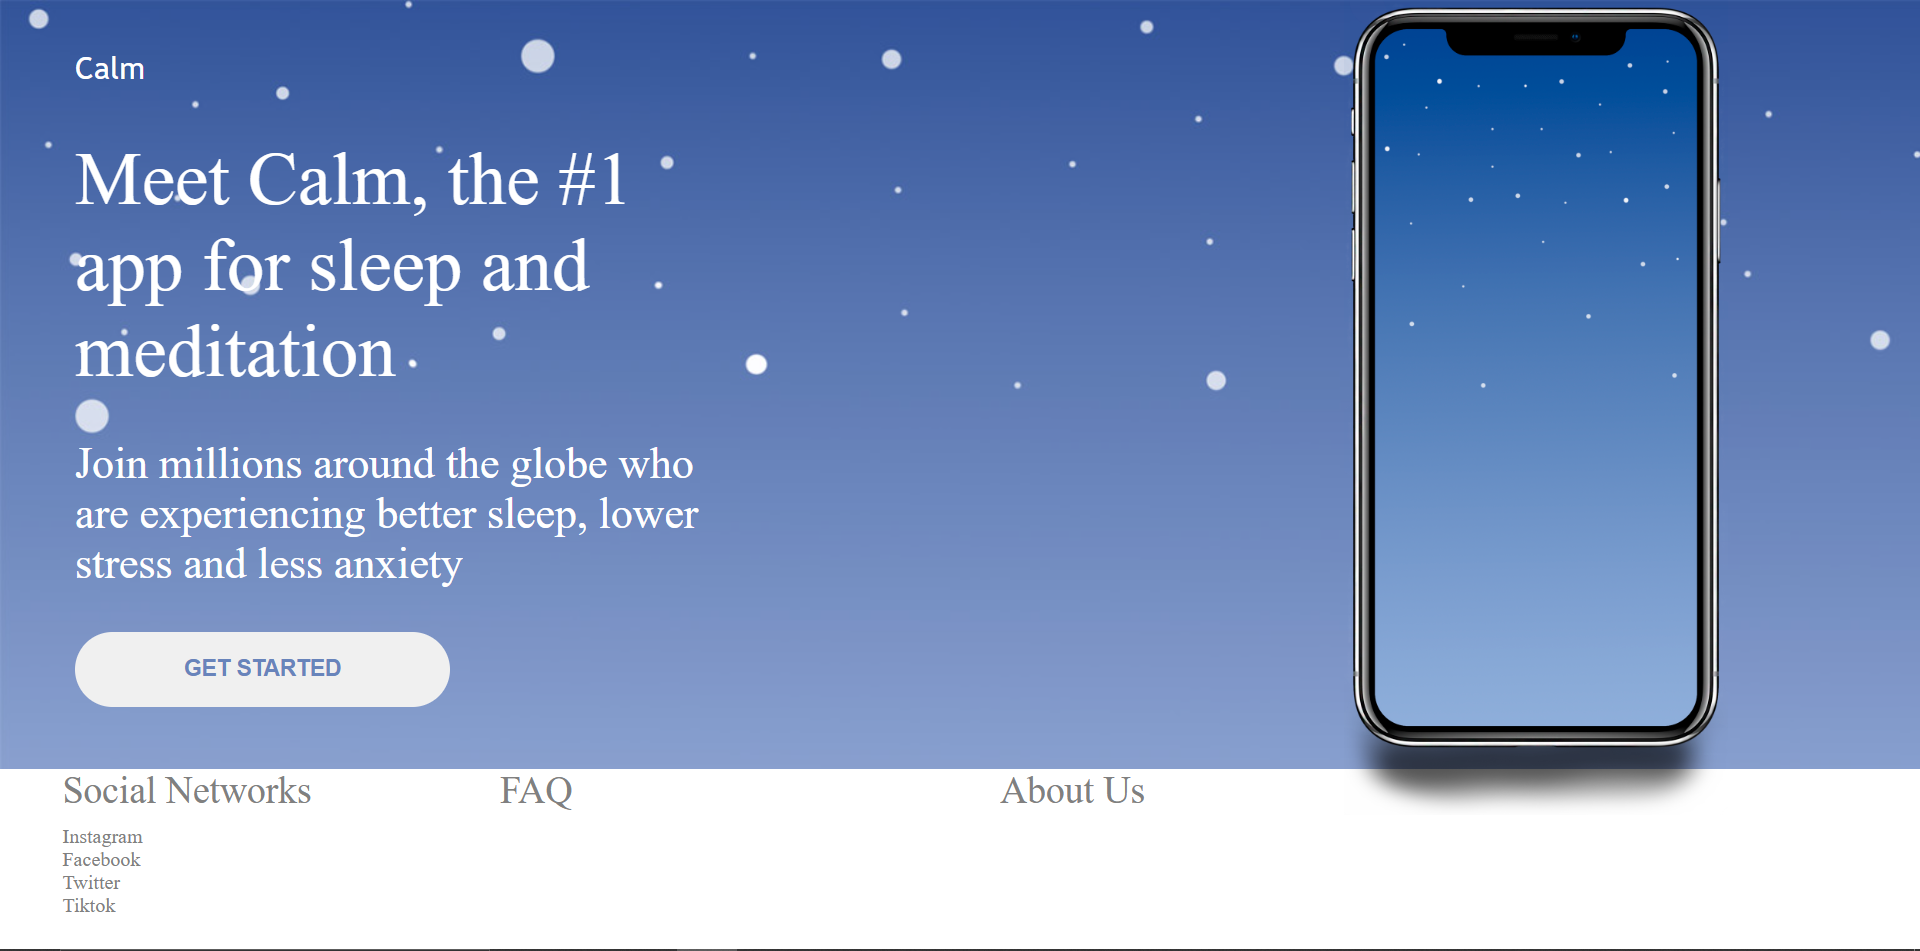 Calm
Meet Calm, the #1
app for sleep and
meditation
Join millions around the globe who
are experiencing better sleep, lower
stress and less anxiety
GET STARTED
Social Networks
Instagram
Facebook
Twitter
Tiktok
FAQ
About Us